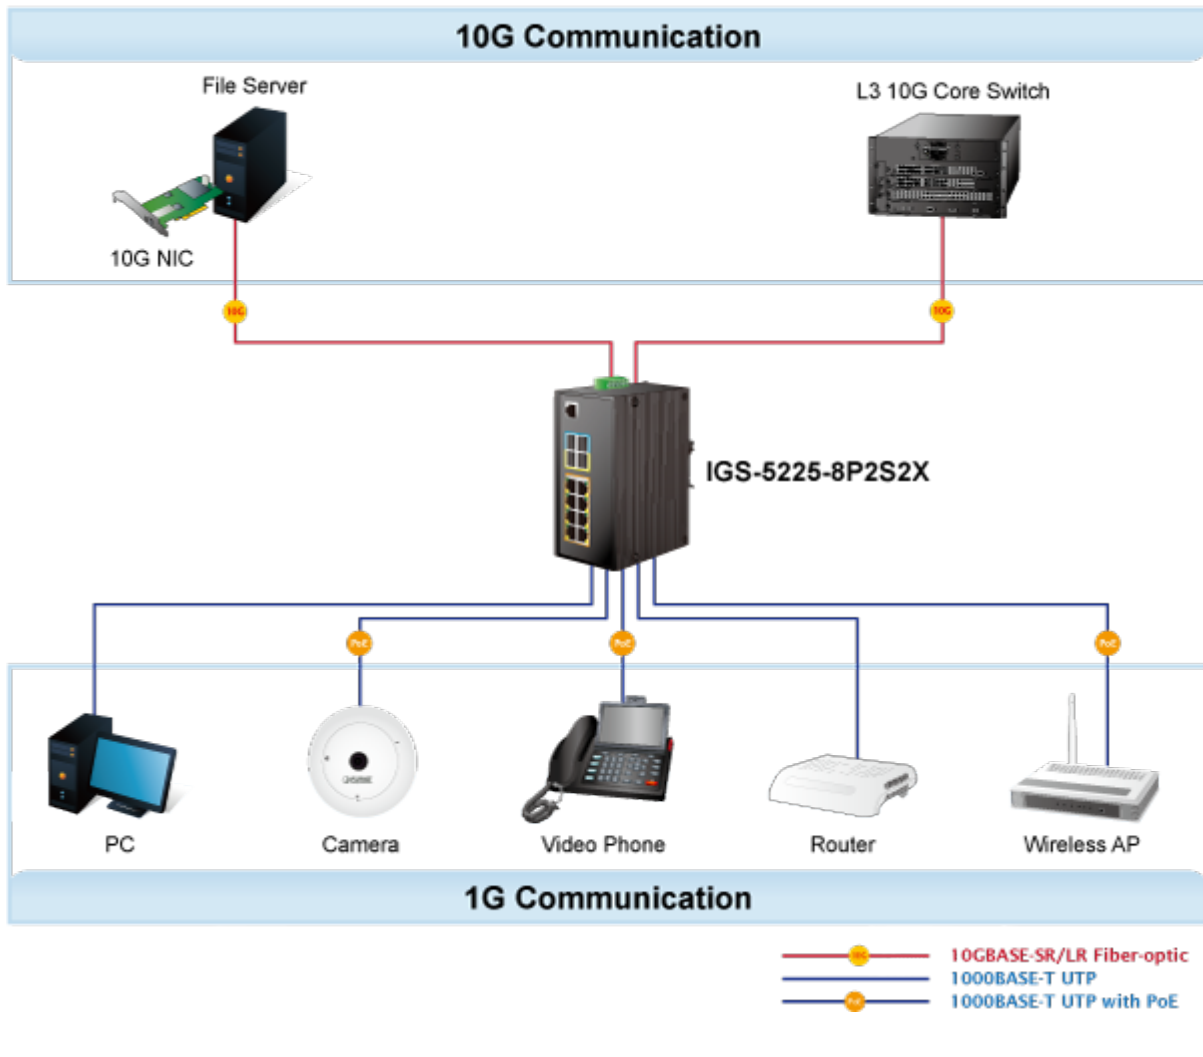 10G Communication
File Server
L3 10G Core Switch
10G NIC
10G
10G
IGS-5225-8P2S2X
PoE
PoE
PoE
PC
Camera
Video Phone
Router
Wireless AP
1G Communication
10G
10GBASE-SR/LR Fiber-optic
1000BASE-T UTP
PoE
1000BASE-T UTP with PoE